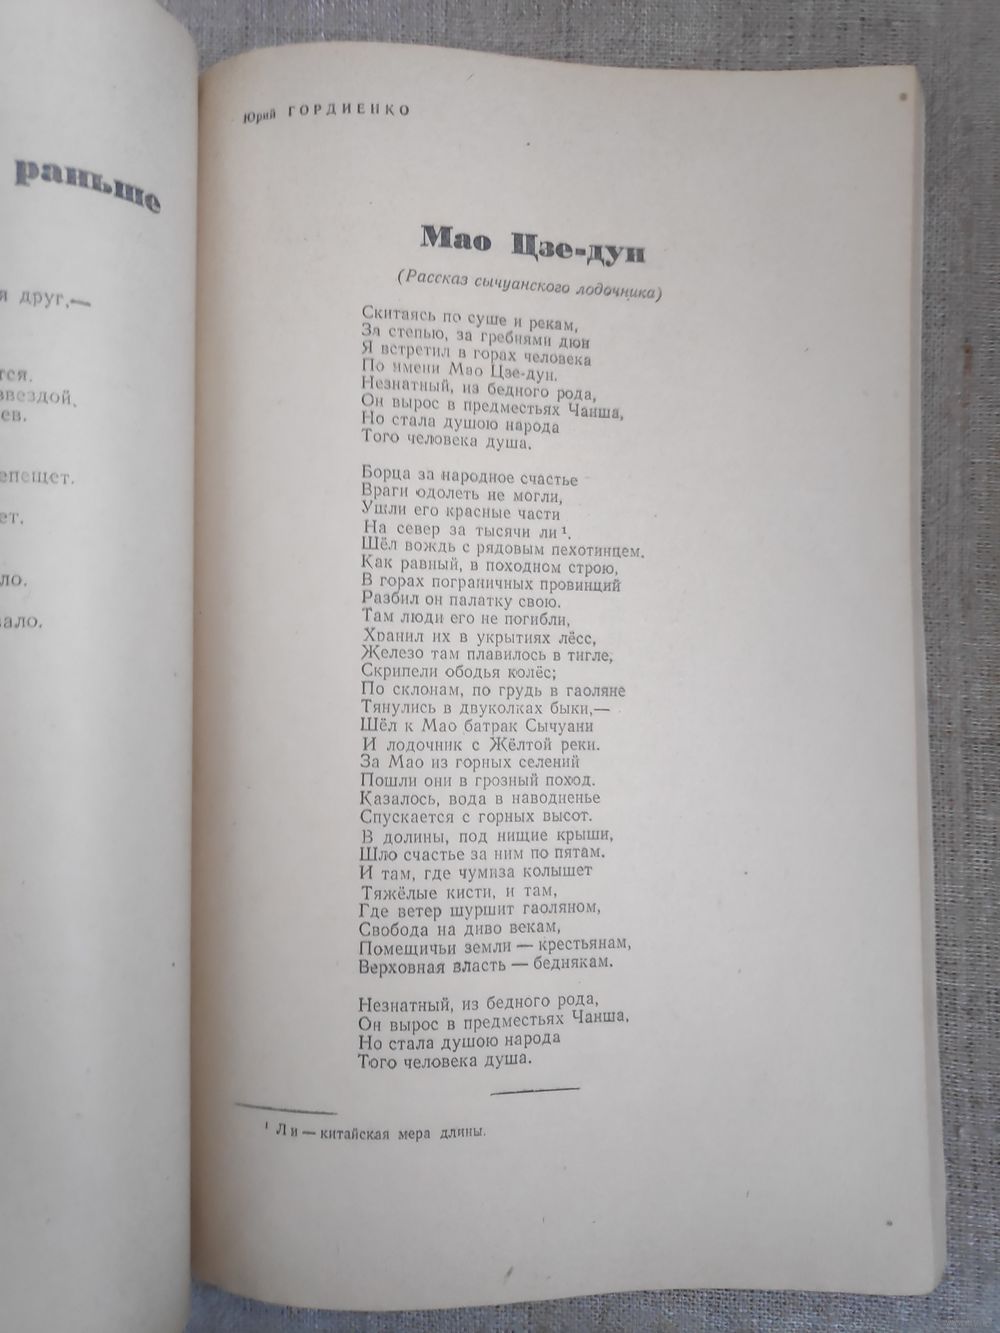 раньше
друг,—
звездой,
ло.
Юрий ГОРДИЕНКО
Мао Цзе-дун
(Рассказ сычуанского лодочника)
Скитаясь по суше и рекам,
За степью, за гребнями дюн
Я встретил в горах человека
По имени Мао Цзе-дун.
Незнатный, из бедного рода,
Он вырос в предместьях Чанша,
Но стала душою народа
Того человека душа.
Борца за народное счастье
Враги одолеть не могли,
Ушли его красные части
На север за тысячи ли ¹.
Шёл вождь с рядовым пехотинцем.
Как равный, в походном строю,
В горах пограничных провинций
Разбил он палатку свою.
Там люди его не погибли,
Хранил их в укрытиях лёсс,
Железо там плавилось в тигле,
Скрипели ободья колёс;
По склонам, по грудь в гаоляне
Тянулись в двуколках быки,—
Шёл к Мао батрак Сычуани
И лодочник с Жёлтой реки.
За Мао из горных селений
Пошли они в грозный поход.
Казалось, вода в наводненье
Спускается с горных высот.
В долины, под нищие крыши,
Шло счастье за ним по пятам.
И там, где чумиза колышет
Тяжёлые кисти, и там,
Где ветер шуршит гаоляном,
Свобода на диво векам,
Помещичьи земли — крестьянам,
Верховная власть — беднякам.
Незнатный, из бедного рода,
Он вырос в предместьях Чанша,
Но стала душою народа
Того человека душа.
¹ Ли — китайская мера длины.